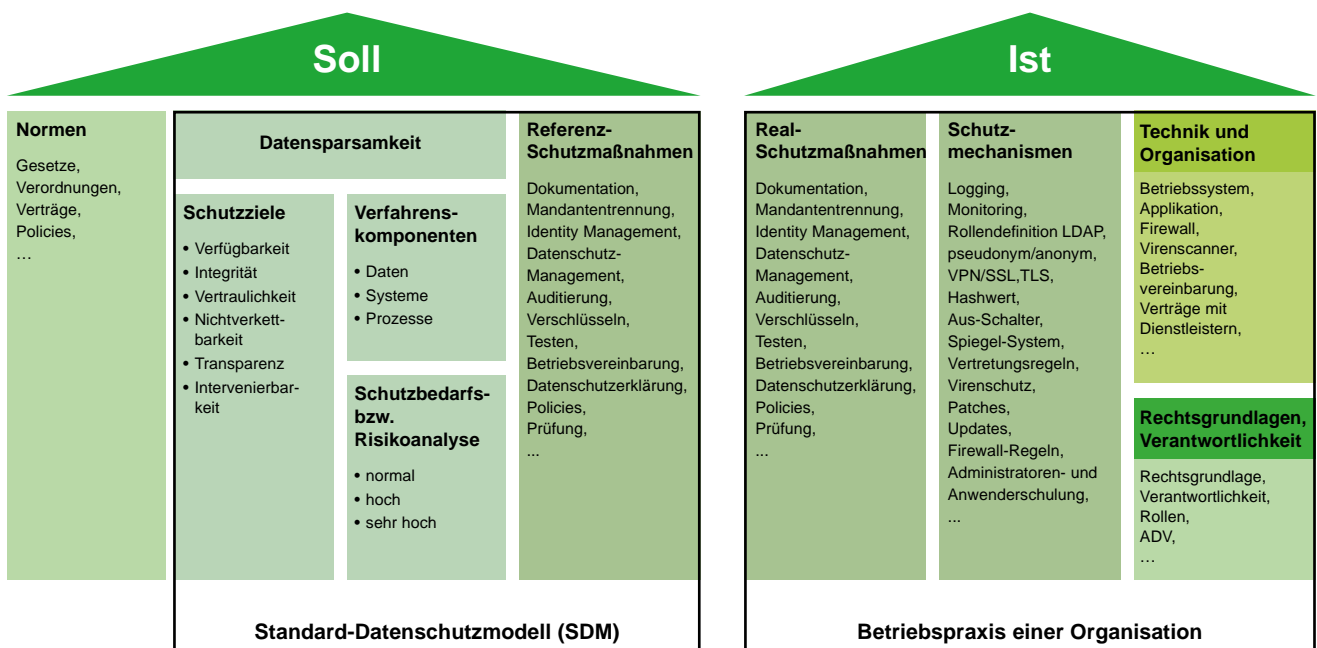 Soll
Normen
Gesetze,
Verordnungen,
Verträge,
Policies,
…
Datensparsamkeit
Schutzziele
• Verfügbarkeit
• Integrität
• Vertraulichkeit
• Nichtverkett-
barkeit
• Transparenz
• Intervenierbar-
keit
Verfahrens-
komponenten
• Daten
• Systeme
• Prozesse
Schutzbedarfs-
bzw.
Risikoanalyse
• normal
• hoch
• sehr hoch
Referenz-
Schutzmaßnahmen
Dokumentation,
Mandantentrennung,
Identity Management,
Datenschutz-
Management,
Auditierung,
Verschlüsseln,
Testen,
Betriebsvereinbarung,
Datenschutzerklärung,
Policies,
Prüfung,
...
Standard-Datenschutzmodell (SDM)
Ist
Real-
Schutzmaßnahmen
Dokumentation,
Mandantentrennung,
Identity Management,
Datenschutz-
Management,
Auditierung,
Verschlüsseln,
Testen,
Betriebsvereinbarung,
Datenschutzerklärung,
Policies,
Prüfung,
...
Schutz-
mechanismen
Logging,
Monitoring,
Rollendefinition LDAP,
pseudonym/anonym,
VPN/SSL,TLS,
Hashwert,
Aus-Schalter,
Spiegel-System,
Vertretungsregeln,
Virenschutz,
Patches,
Updates,
Firewall-Regeln,
Administratoren- und
Anwenderschulung,
...
Technik und
Organisation
Betriebssystem,
Applikation,
Firewall,
Virenscanner,
Betriebs-
vereinbarung,
Verträge mit
Dienstleistern,
…
Rechtsgrundlagen,
Verantwortlichkeit
Rechtsgrundlage,
Verantwortlichkeit,
Rollen,
ADV,
…
Betriebspraxis einer Organisation